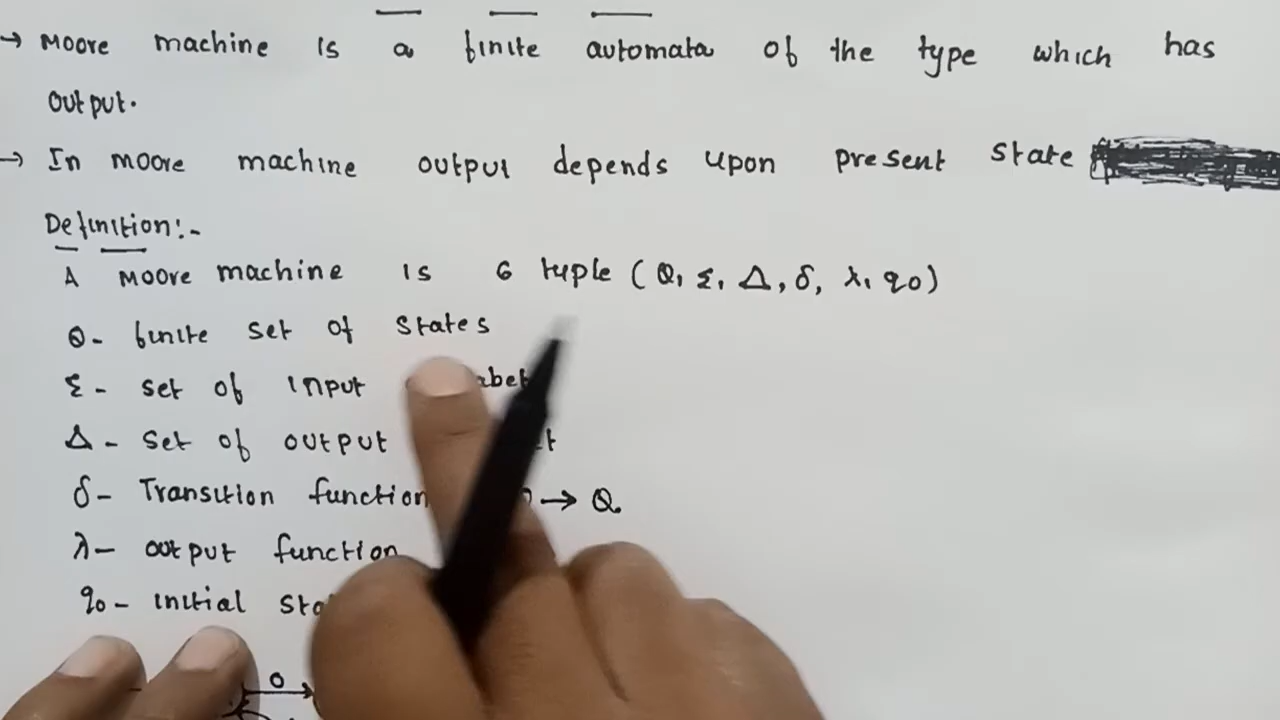 → Moore machine is a finite automata of the type which has
output.
→ In moore machine output depends upon present state
Definition:-
A Moore machine is 6 tuple (Q, Σ, Δ, δ, λ, q0)
Q- finite set of states
Σ- set of input
Δ- set of output
δ- Transition function → Q
λ- output function
q0- initial
0